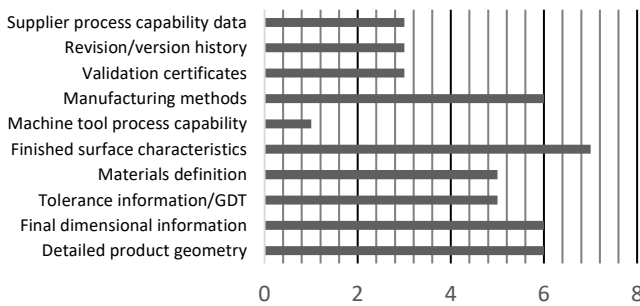 Supplier process capability data
Revision/version history
Validation certificates
Manufacturing methods
Machine tool process capability
Finished surface characteristics
Materials definition
Tolerance information/GDT
Final dimensional information
Detailed product geometry
0 2 4 6 8